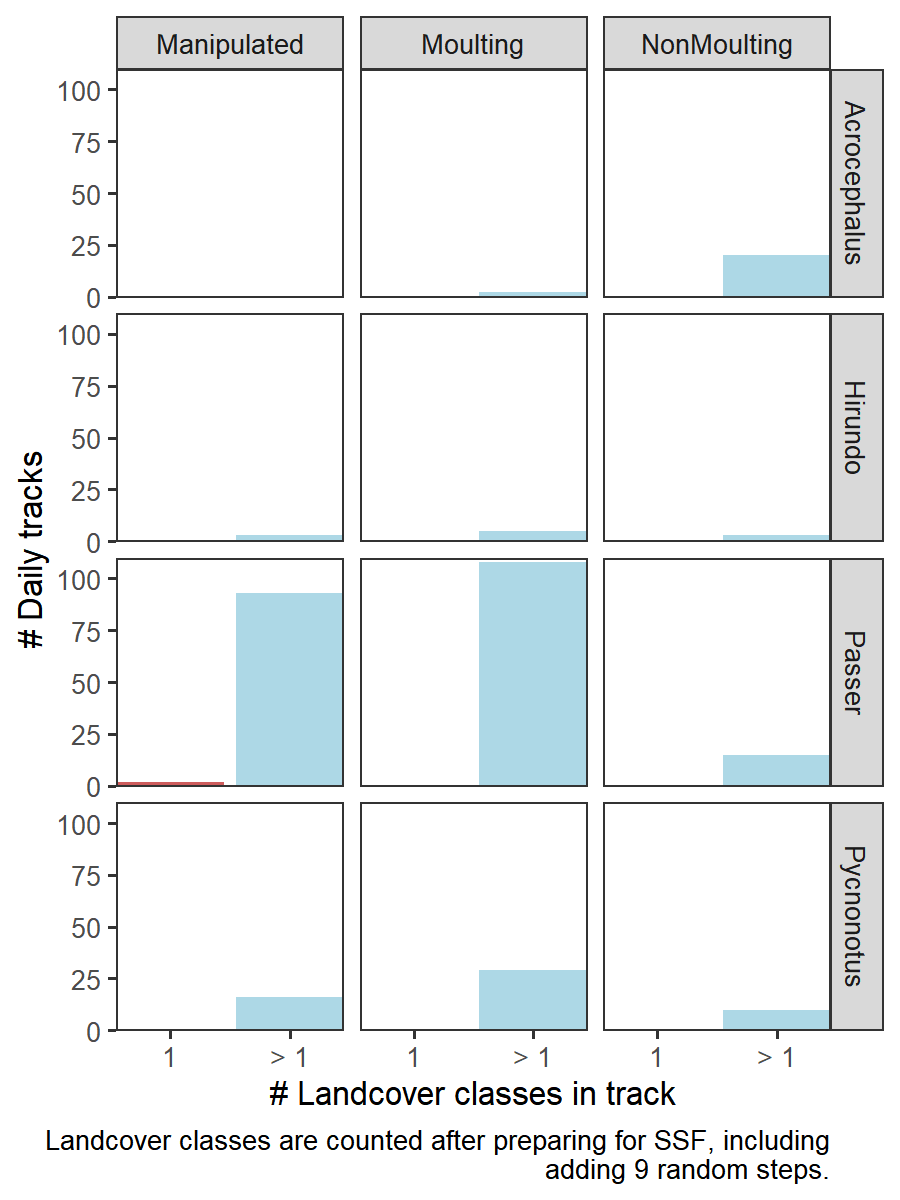 Manipulated Moulting NonMoulting
100
75
50
25
0
Acrocephalus
100
75
50
25
0
Hirundo
100
75
50
25
0
Passer
100
75
50
25
0
Pycnonotus
# Daily tracks
1 > 1 1 > 1 1 > 1
# Landcover classes in track
Landcover classes are counted after preparing for SSF, including
adding 9 random steps.